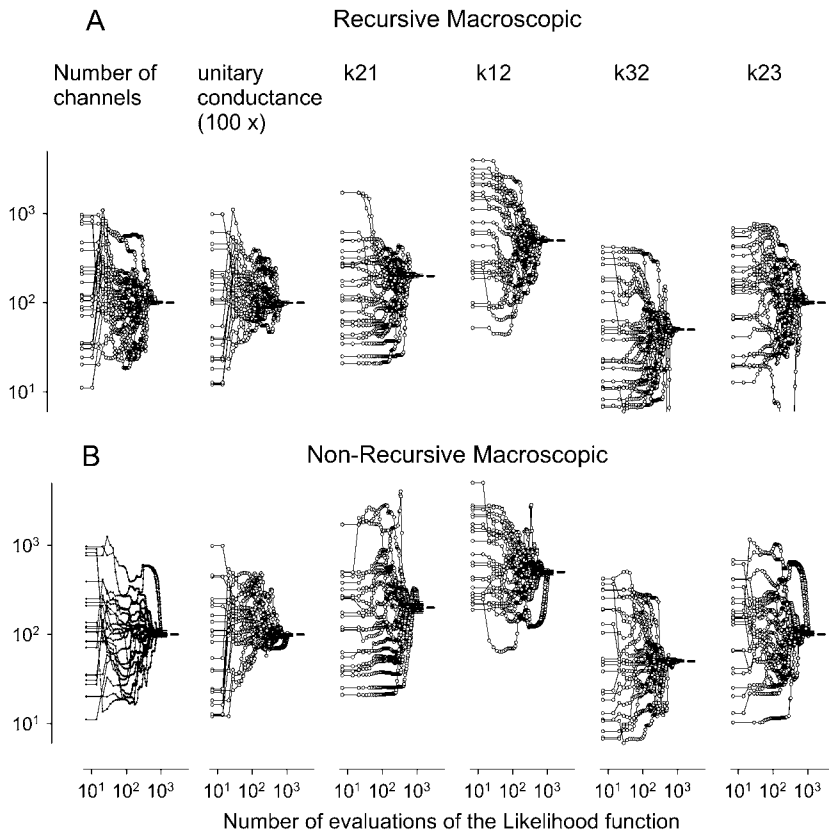 A
Recursive Macroscopic
Number of channels
unitary conductance (100 x)
k21
k12
k32
k23
10³
10²
10¹
B
Non-Recursive Macroscopic
10³
10²
10¹
10¹ 10² 10³ 10¹ 10² 10³ 10¹ 10² 10³ 10¹ 10² 10³ 10¹ 10² 10³ 10¹ 10² 10³
Number of evaluations of the Likelihood function